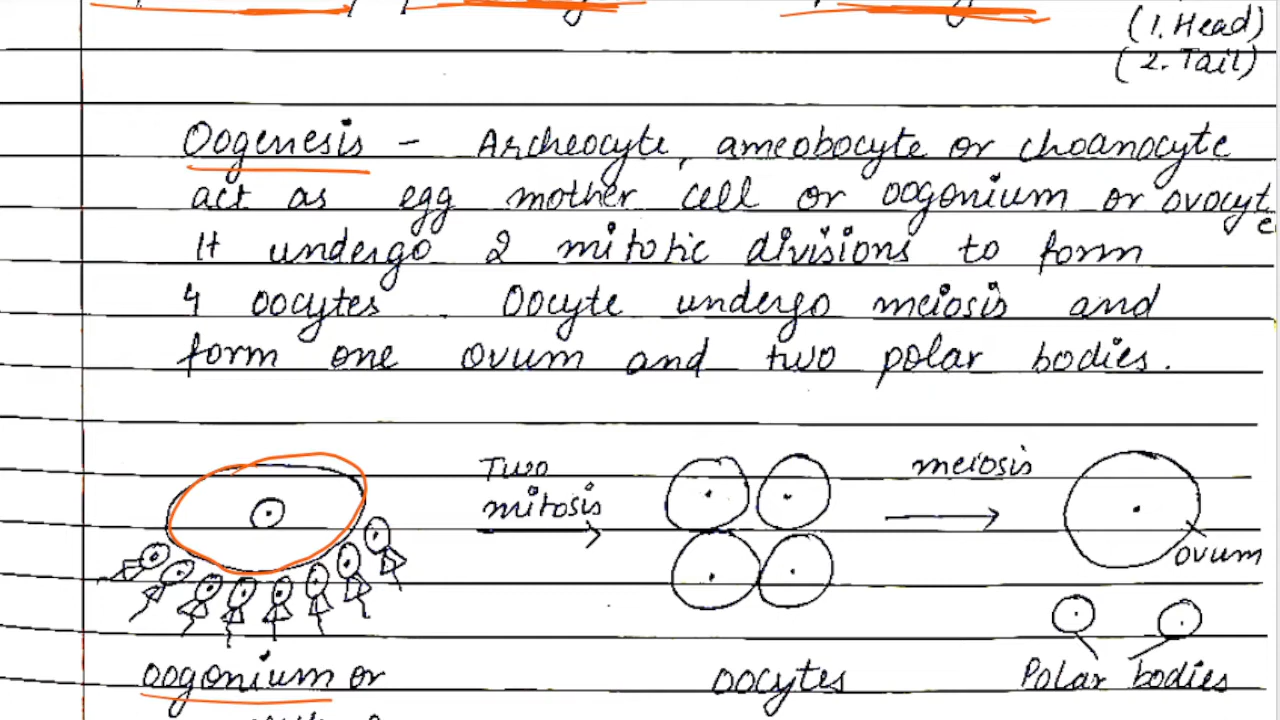 (1. Head)
(2. Tail)
Oogenesis - Archeocyte, ameobocyte or choanocyte
act as egg mother cell or oogonium or ovocyte
It undergo 2 mitotic divisions to form
4 oocytes. Oocyte undergo meiosis and
form one ovum and two polar bodies.
Two
mitosis
meiosis
ovum
oogonium or
oocytes
Polar bodies